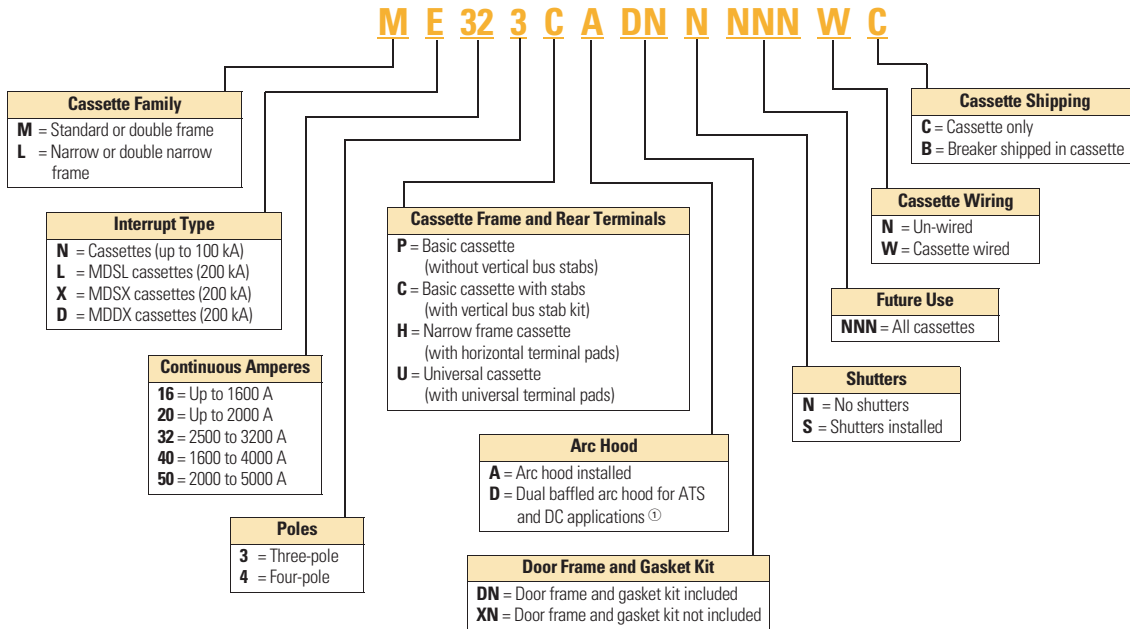 M E 32 3 C A DN N NNN W C
Cassette Family
M = Standard or double frame
L = Narrow or double narrow
frame
Interrupt Type
N = Cassettes (up to 100 kA)
L = MDSL cassettes (200 kA)
X = MDSX cassettes (200 kA)
D = MDDX cassettes (200 kA)
Continuous Amperes
16 = Up to 1600 A
20 = Up to 2000 A
32 = 2500 to 3200 A
40 = 1600 to 4000 A
50 = 2000 to 5000 A
Poles
3 = Three-pole
4 = Four-pole
Cassette Frame and Rear Terminals
P = Basic cassette
(without vertical bus stabs)
C = Basic cassette with stabs
(with vertical bus stab kit)
H = Narrow frame cassette
(with horizontal terminal pads)
U = Universal cassette
(with universal terminal pads)
Arc Hood
A = Arc hood installed
D = Dual baffled arc hood for ATS
and DC applications ①
Door Frame and Gasket Kit
DN = Door frame and gasket kit included
XN = Door frame and gasket kit not included
Shutters
N = No shutters
S = Shutters installed
Future Use
NNN = All cassettes
Cassette Wiring
N = Un-wired
W = Cassette wired
Cassette Shipping
C = Cassette only
B = Breaker shipped in cassette